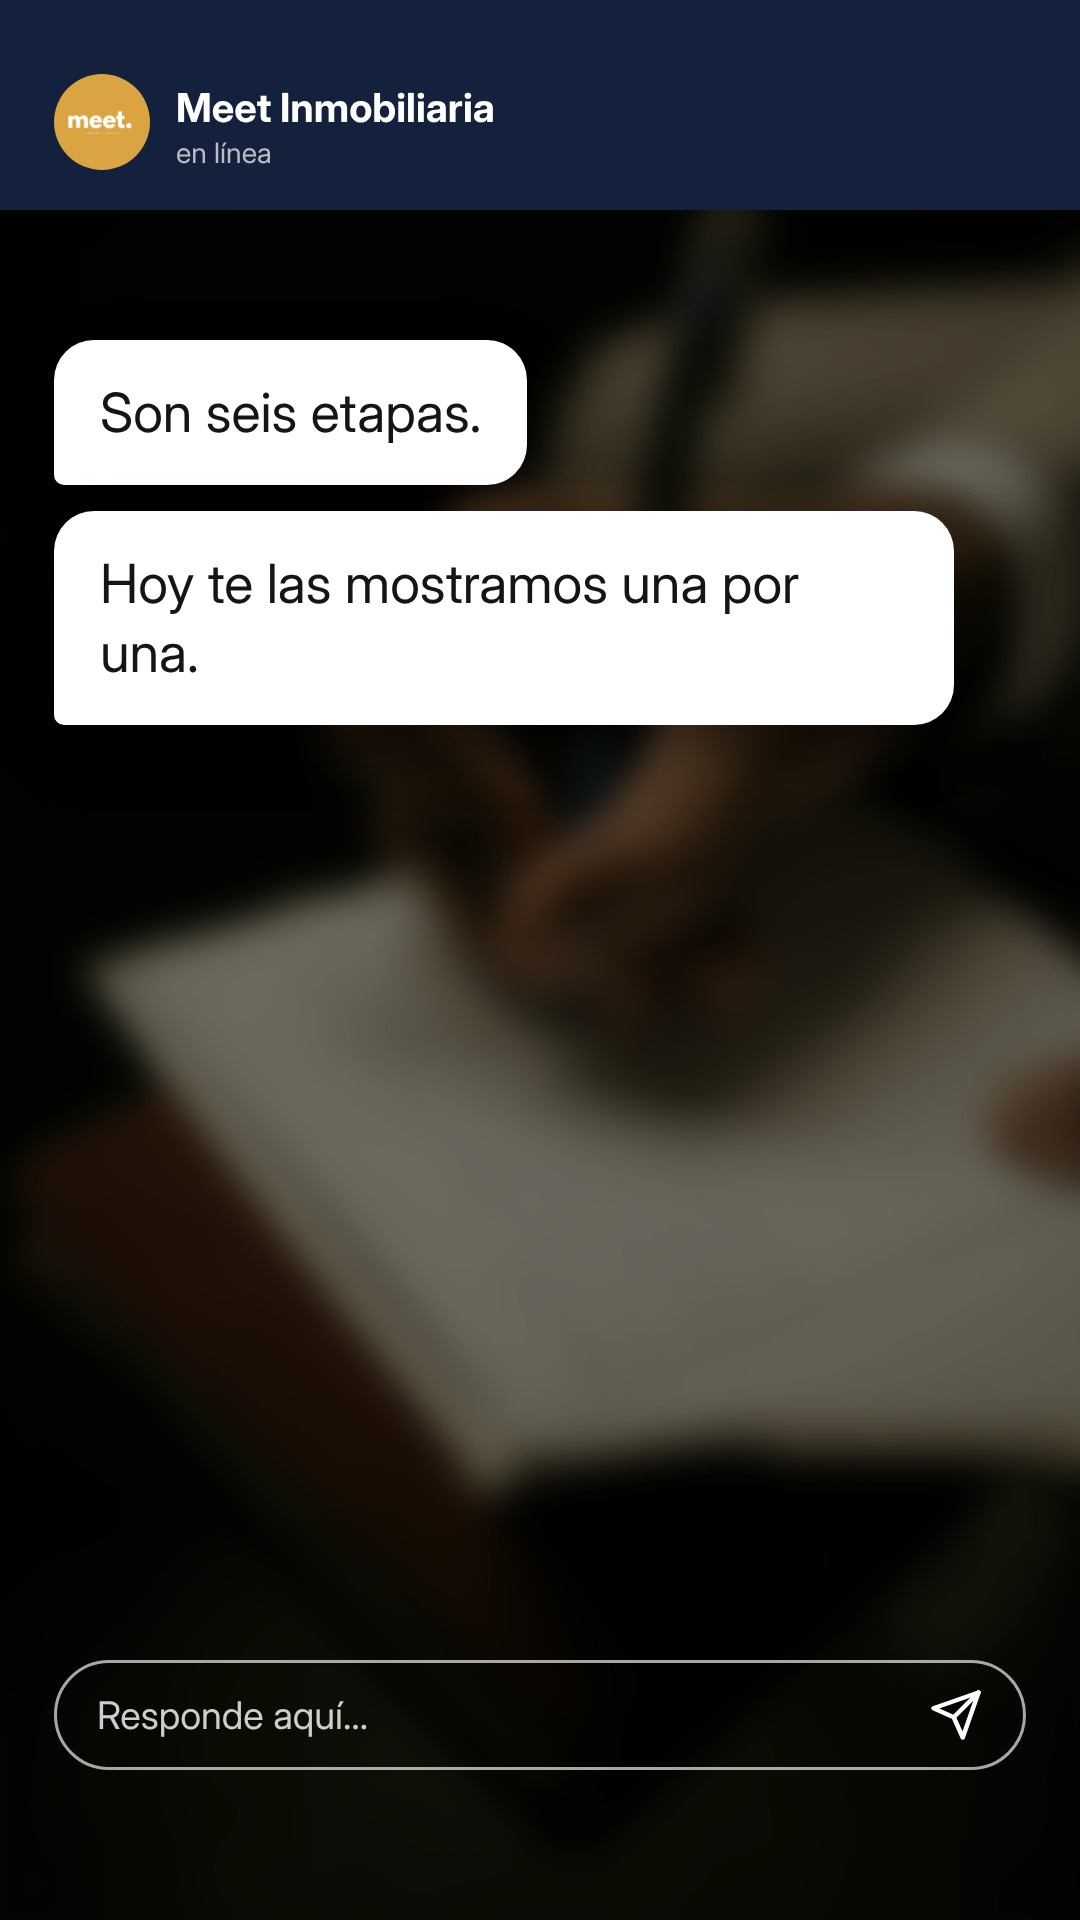 meet.
Meet Inmobiliaria
en línea
Son seis etapas.
Hoy te las mostramos una por
una.
Responde aquí...